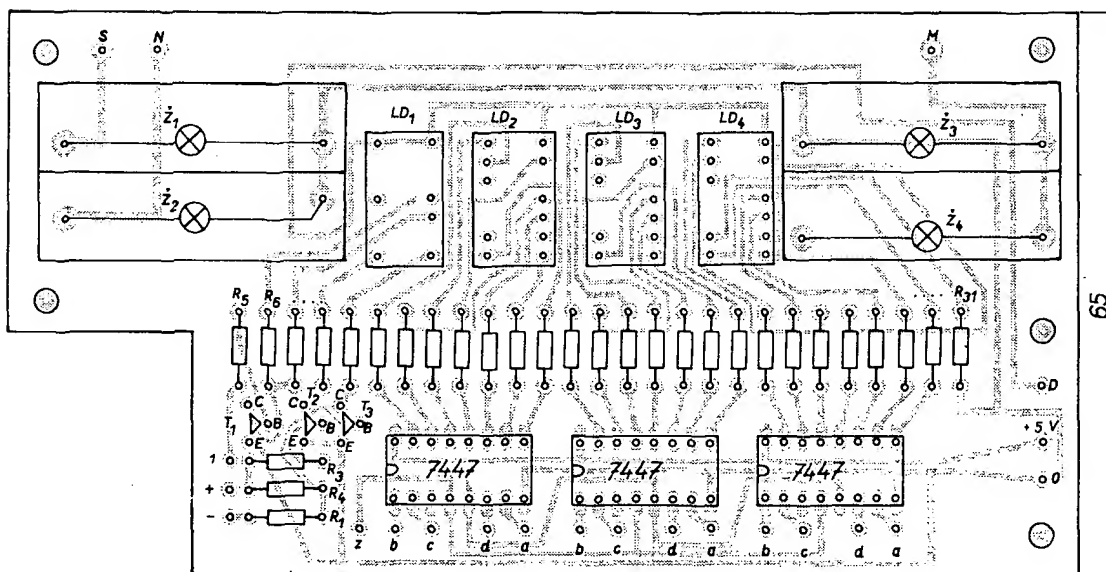 S N M
Ż1 LD1 LD2 LD3 LD4 Ż3
Ż2 Ż4
R5 R6 .... .... R31
65
C C T2 C T3 D
T1 B B B
E E E +5V
1 R3 7447 7447 7447 0
+ R4
- R1
z b c d a b c d a b c d a